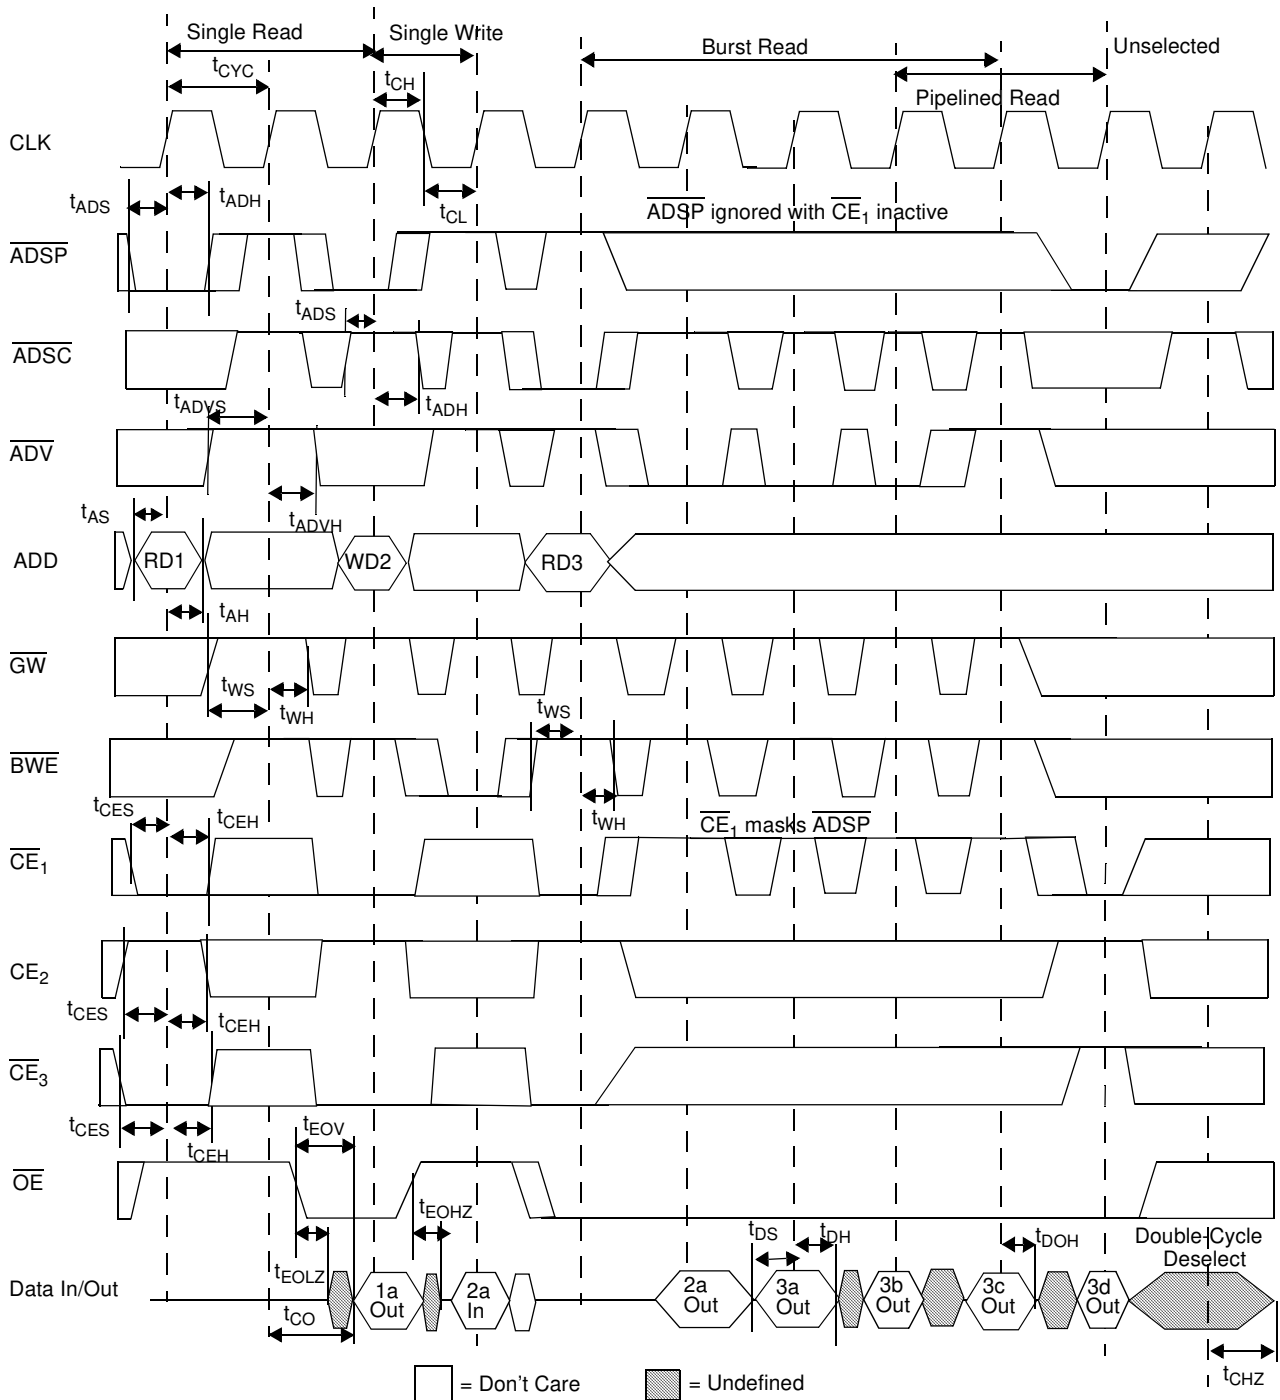 Single Read
Single Write
Burst Read
Unselected
tCYC
tCH
Pipelined Read
CLK
tADS
tADH
tCL
ADSP ignored with CE1 inactive
ADSP
tADS
ADSC
tADVS
tADH
ADV
tAS
tADVH
ADD
RD1
WD2
RD3
tAH
GW
tWS
tWH
tWS
BWE
tCES
tCEH
tWH
CE1 masks ADSP
CE1
CE2
tCES
tCEH
CE3
tCES
tCEH
tEOV
OE
tEOHZ
tDS
tDH
tDOH
Double-Cycle
Deselect
tEOLZ
Data In/Out
1a
Out
2a
In
2a
Out
3a
Out
3b
Out
3c
Out
3d
Out
tCO
tCHZ
= Don't Care
= Undefined